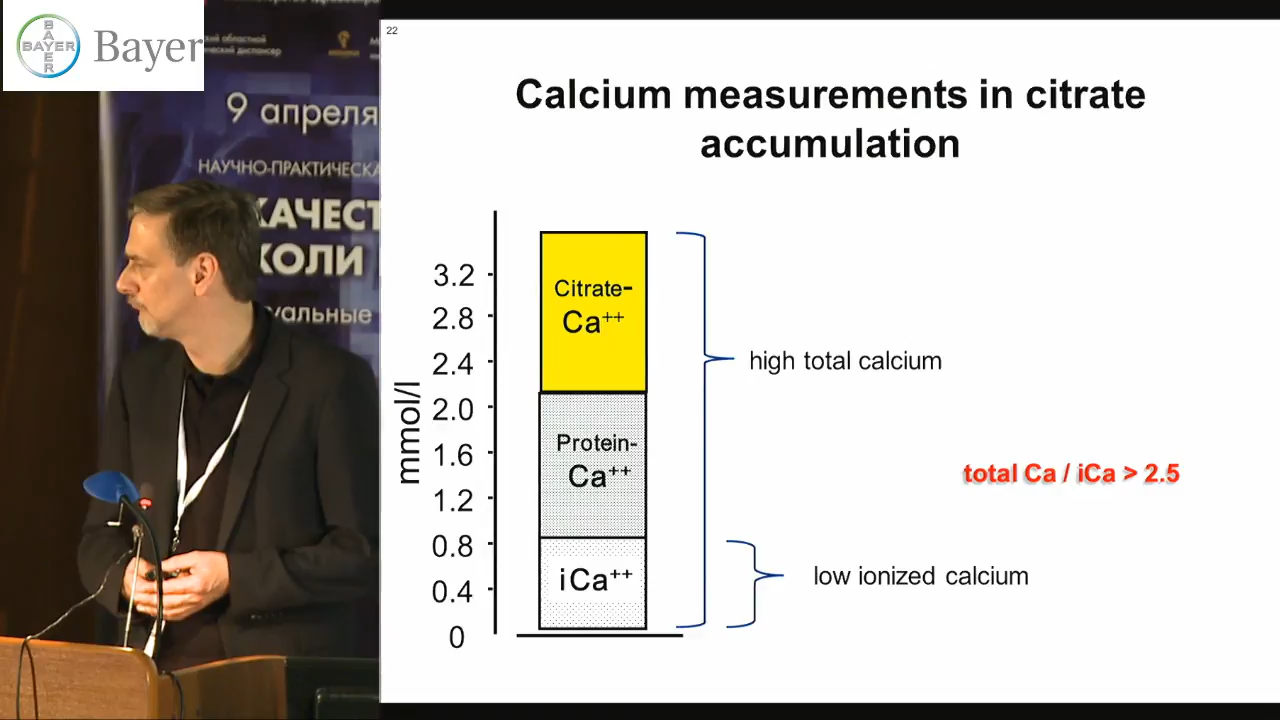 BAYER
BAYER
Bayer
9 апреля
НАУЧНО-ПРАКТИЧЕСКА
КАЧЕСТ
КОЛИ
туальные
22
Calcium measurements in citrate
accumulation
mmol/l
3.2
2.8
2.4
2.0
1.6
1.2
0.8
0.4
0
Citrate-
Ca⁺⁺
Protein-
Ca⁺⁺
iCa⁺⁺
high total calcium
total Ca / iCa > 2.5
low ionized calcium